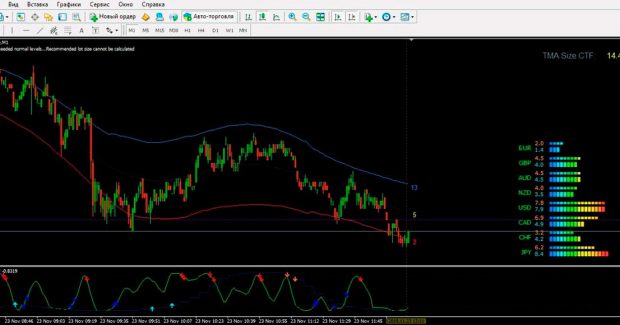 Графики Сервис Окно Справка
Новый ордер Авто-торговля
A T M1 M5 M15 M30 H1 H4 D1 W1 MN
,M1
eeded normal levels...Recommended lot size cannot be calculated
TMA Size CTF 14.4
13
5
2
EUR 2.0 1.4
GBP 4.5 4.0
AUD 4.5 4.5
NZD 4.0 3.5
USD 7.8 7.9
CAD 6.9 4.9
CHF 3.2 4.2
JPY 6.2 8.4
-0.8319
23 Nov 08:46 23 Nov 09:03 23 Nov 09:19 23 Nov 09:35 23 Nov 09:51 23 Nov 10:07 23 Nov 10:23 23 Nov 10:39 23 Nov 10:55 23 Nov 11:12 23 Nov 11:29 23 Nov 11:45